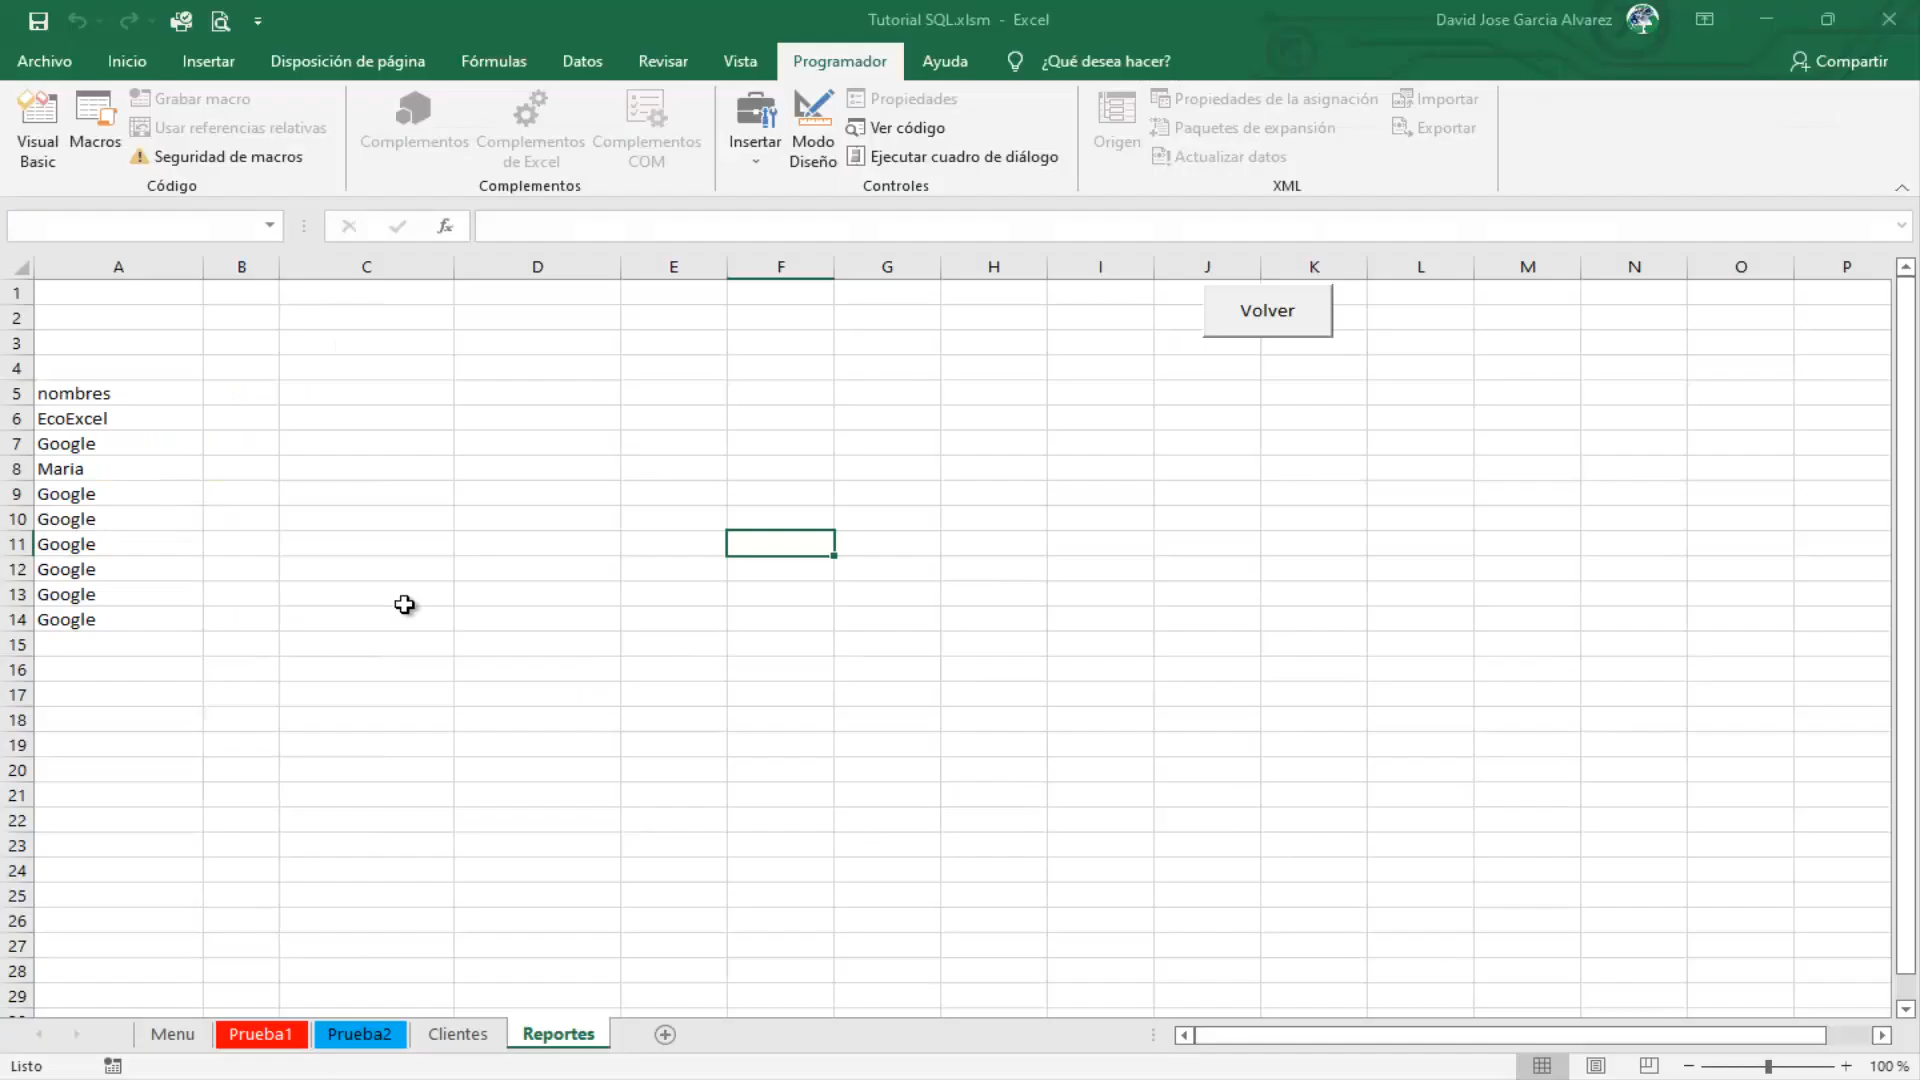 Tutorial SQL.xlsm - Excel
David Jose Garcia Alvarez
Archivo Inicio Insertar Disposición de página Fórmulas Datos Revisar Vista Programador Ayuda ¿Qué desea hacer? Compartir
Visual Basic
Macros
Grabar macro
Usar referencias relativas
Seguridad de macros
Código
Complementos
Complementos de Excel
Complementos COM
Complementos
Insertar
Modo Diseño
Propiedades
Ver código
Ejecutar cuadro de diálogo
Controles
Origen
Propiedades de la asignación
Paquetes de expansión
Actualizar datos
Importar
Exportar
XML
fx
A B C D E F G H I J K L M N O P
1
Volver
2
3
4
5 nombres
6 EcoExcel
7 Google
8 Maria
9 Google
10 Google
11 Google
12 Google
13 Google
14 Google
15
16
17
18
19
20
21
22
23
24
25
26
27
28
29
Menu Prueba1 Prueba2 Clientes Reportes
Listo
100 %